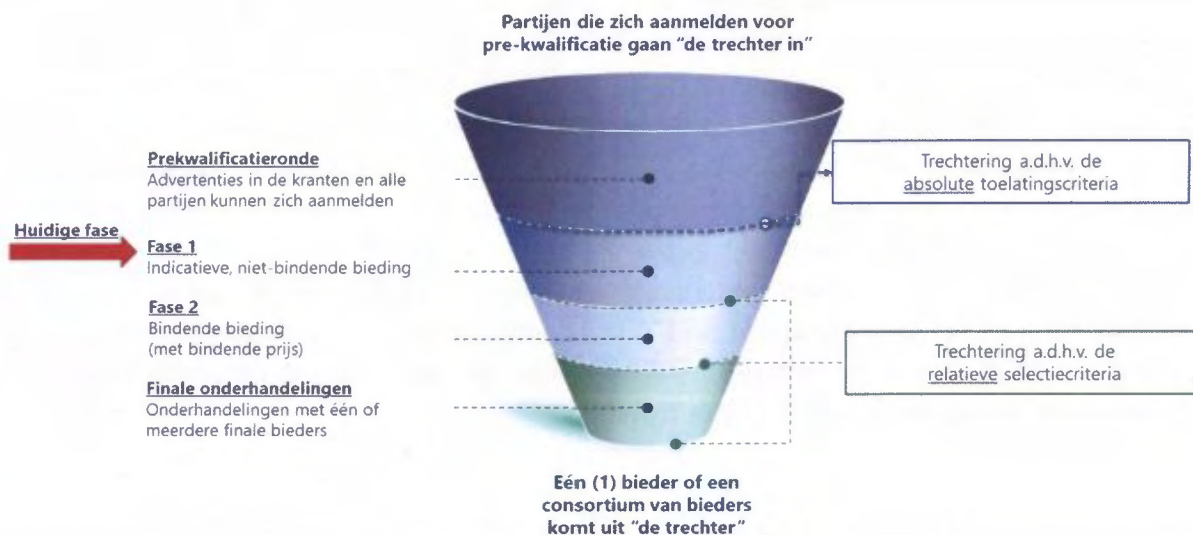 Partijen die zich aanmelden voor
pre-kwalificatie gaan “de trechter in”
Prekwalificatieronde
Advertenties in de kranten en alle
partijen kunnen zich aanmelden
Trechtering a.d.h.v. de
absolute toelatingscriteria
Huidige fase
Fase 1
Indicatieve, niet-bindende bieding
Fase 2
Bindende bieding
(met bindende prijs)
Trechtering a.d.h.v. de
relatieve selectiecriteria
Finale onderhandelingen
Onderhandelingen met één of
meerdere finale bieders
Eén (1) bieder of een
consortium van bieders
komt uit “de trechter”